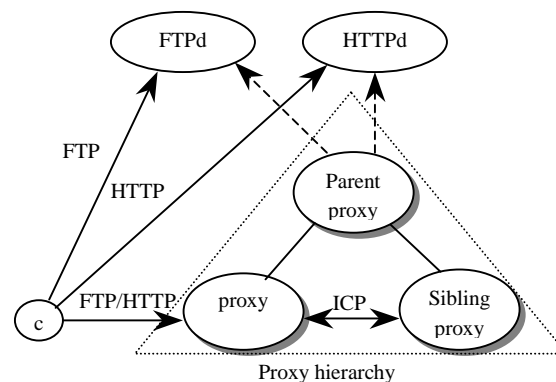 FTPd
HTTPd
FTP
HTTP
Parent
proxy
c
FTP/HTTP
proxy
ICP
Sibling
proxy
Proxy hierarchy